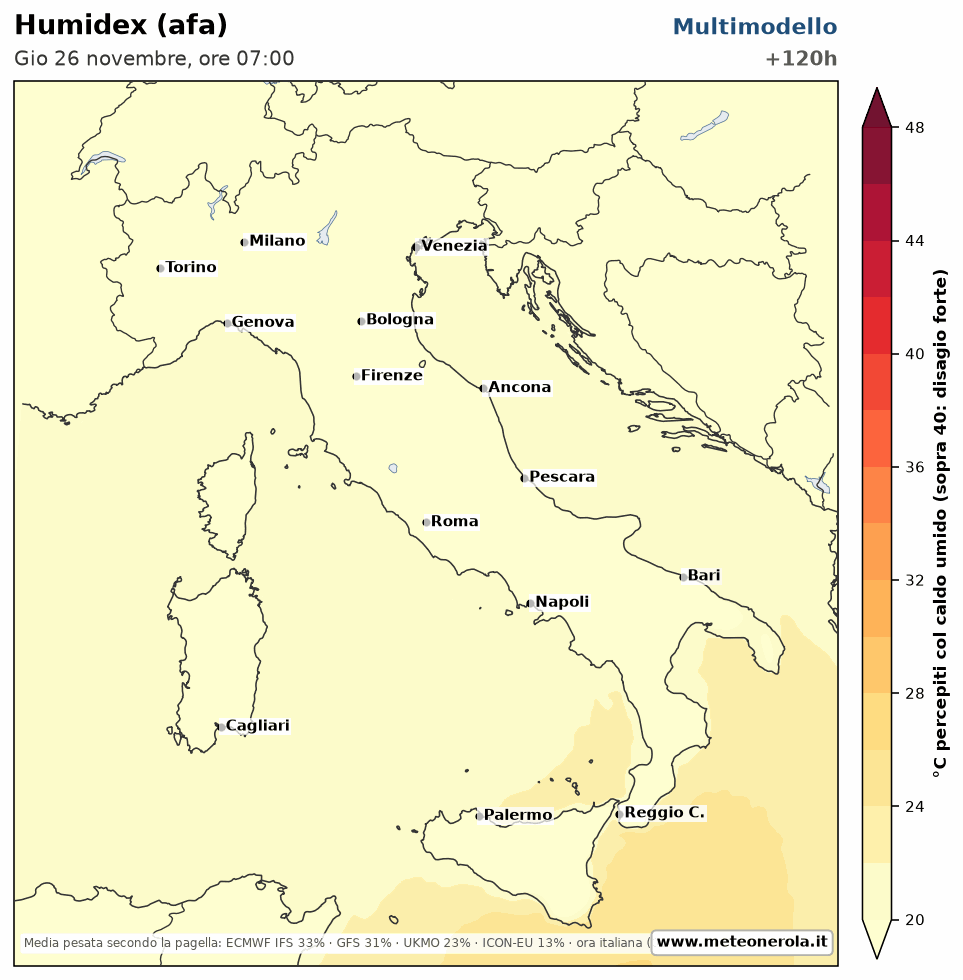 Humidex (afa)
Multimodello
Gio 26 novembre, ore 07:00
+120h
48
44
40
36
32
28
24
20
°C percepiti col caldo umido (sopra 40: disagio forte)
Milano
Venezia
Torino
Genova
Bologna
Firenze
Ancona
Pescara
Roma
Bari
Napoli
Cagliari
Palermo
Reggio C.
Media pesata secondo la pagella: ECMWF IFS 33% · GFS 31% · UKMO 23% · ICON-EU 13% · ora italiana (
www.meteonerola.it